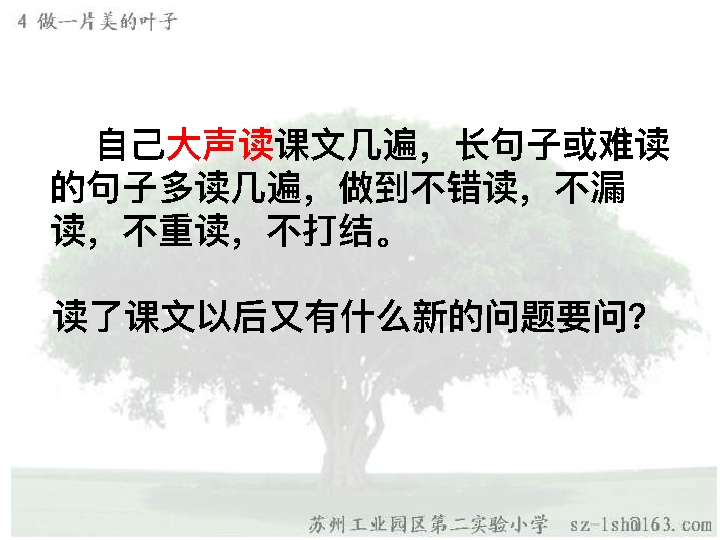 4 做一片美的叶子
自己大声读课文几遍，长句子或难读
的句子多读几遍，做到不错读，不漏
读，不重读，不打结。
读了课文以后又有什么新的问题要问？
苏州工业园区第二实验小学 sz-lsh@163.com